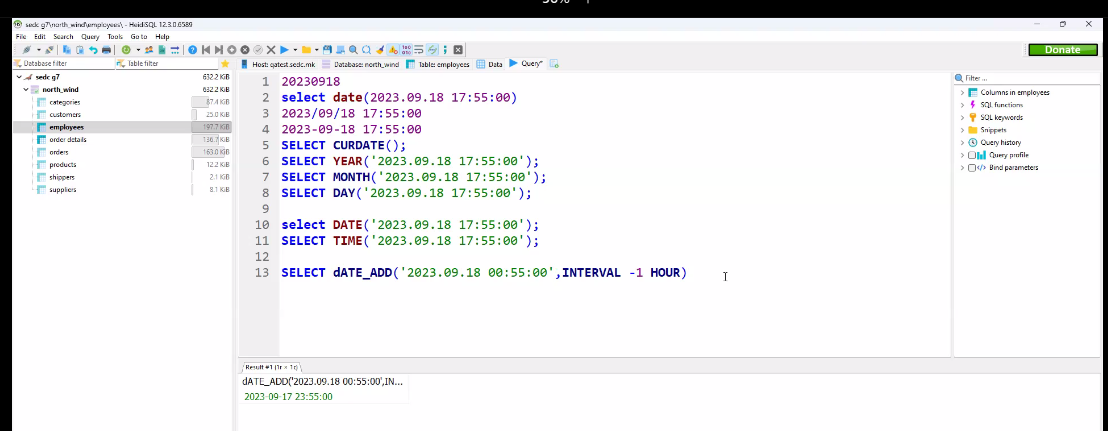 sedc g7\north_wind\employees\ - HeidiSQL 12.3.0.6589
File Edit Search Query Tools Go to Help
Donate
Database filter
Table filter
Host: qatest.sedc.mk
Database: north_wind
Table: employees
Data
Query*
sedc g7 632.2 KiB
north_wind 632.2 KiB
categories 87.4 KiB
customers 25.0 KiB
employees 197.7 KiB
order details 136.7 KiB
orders 163.0 KiB
products 12.2 KiB
shippers 2.1 KiB
suppliers 8.1 KiB
1 20230918
2 select date(2023.09.18 17:55:00)
3 2023/09/18 17:55:00
4 2023-09-18 17:55:00
5 SELECT CURDATE();
6 SELECT YEAR('2023.09.18 17:55:00');
7 SELECT MONTH('2023.09.18 17:55:00');
8 SELECT DAY('2023.09.18 17:55:00');
9
10 select DATE('2023.09.18 17:55:00');
11 SELECT TIME('2023.09.18 17:55:00');
12
13 SELECT dATE_ADD('2023.09.18 00:55:00',INTERVAL -1 HOUR)
Filter ...
Columns in employees
SQL functions
SQL keywords
Snippets
Query history
Query profile
Bind parameters
Result #1 (1r × 1c)
dATE_ADD('2023.09.18 00:55:00',IN...
2023-09-17 23:55:00